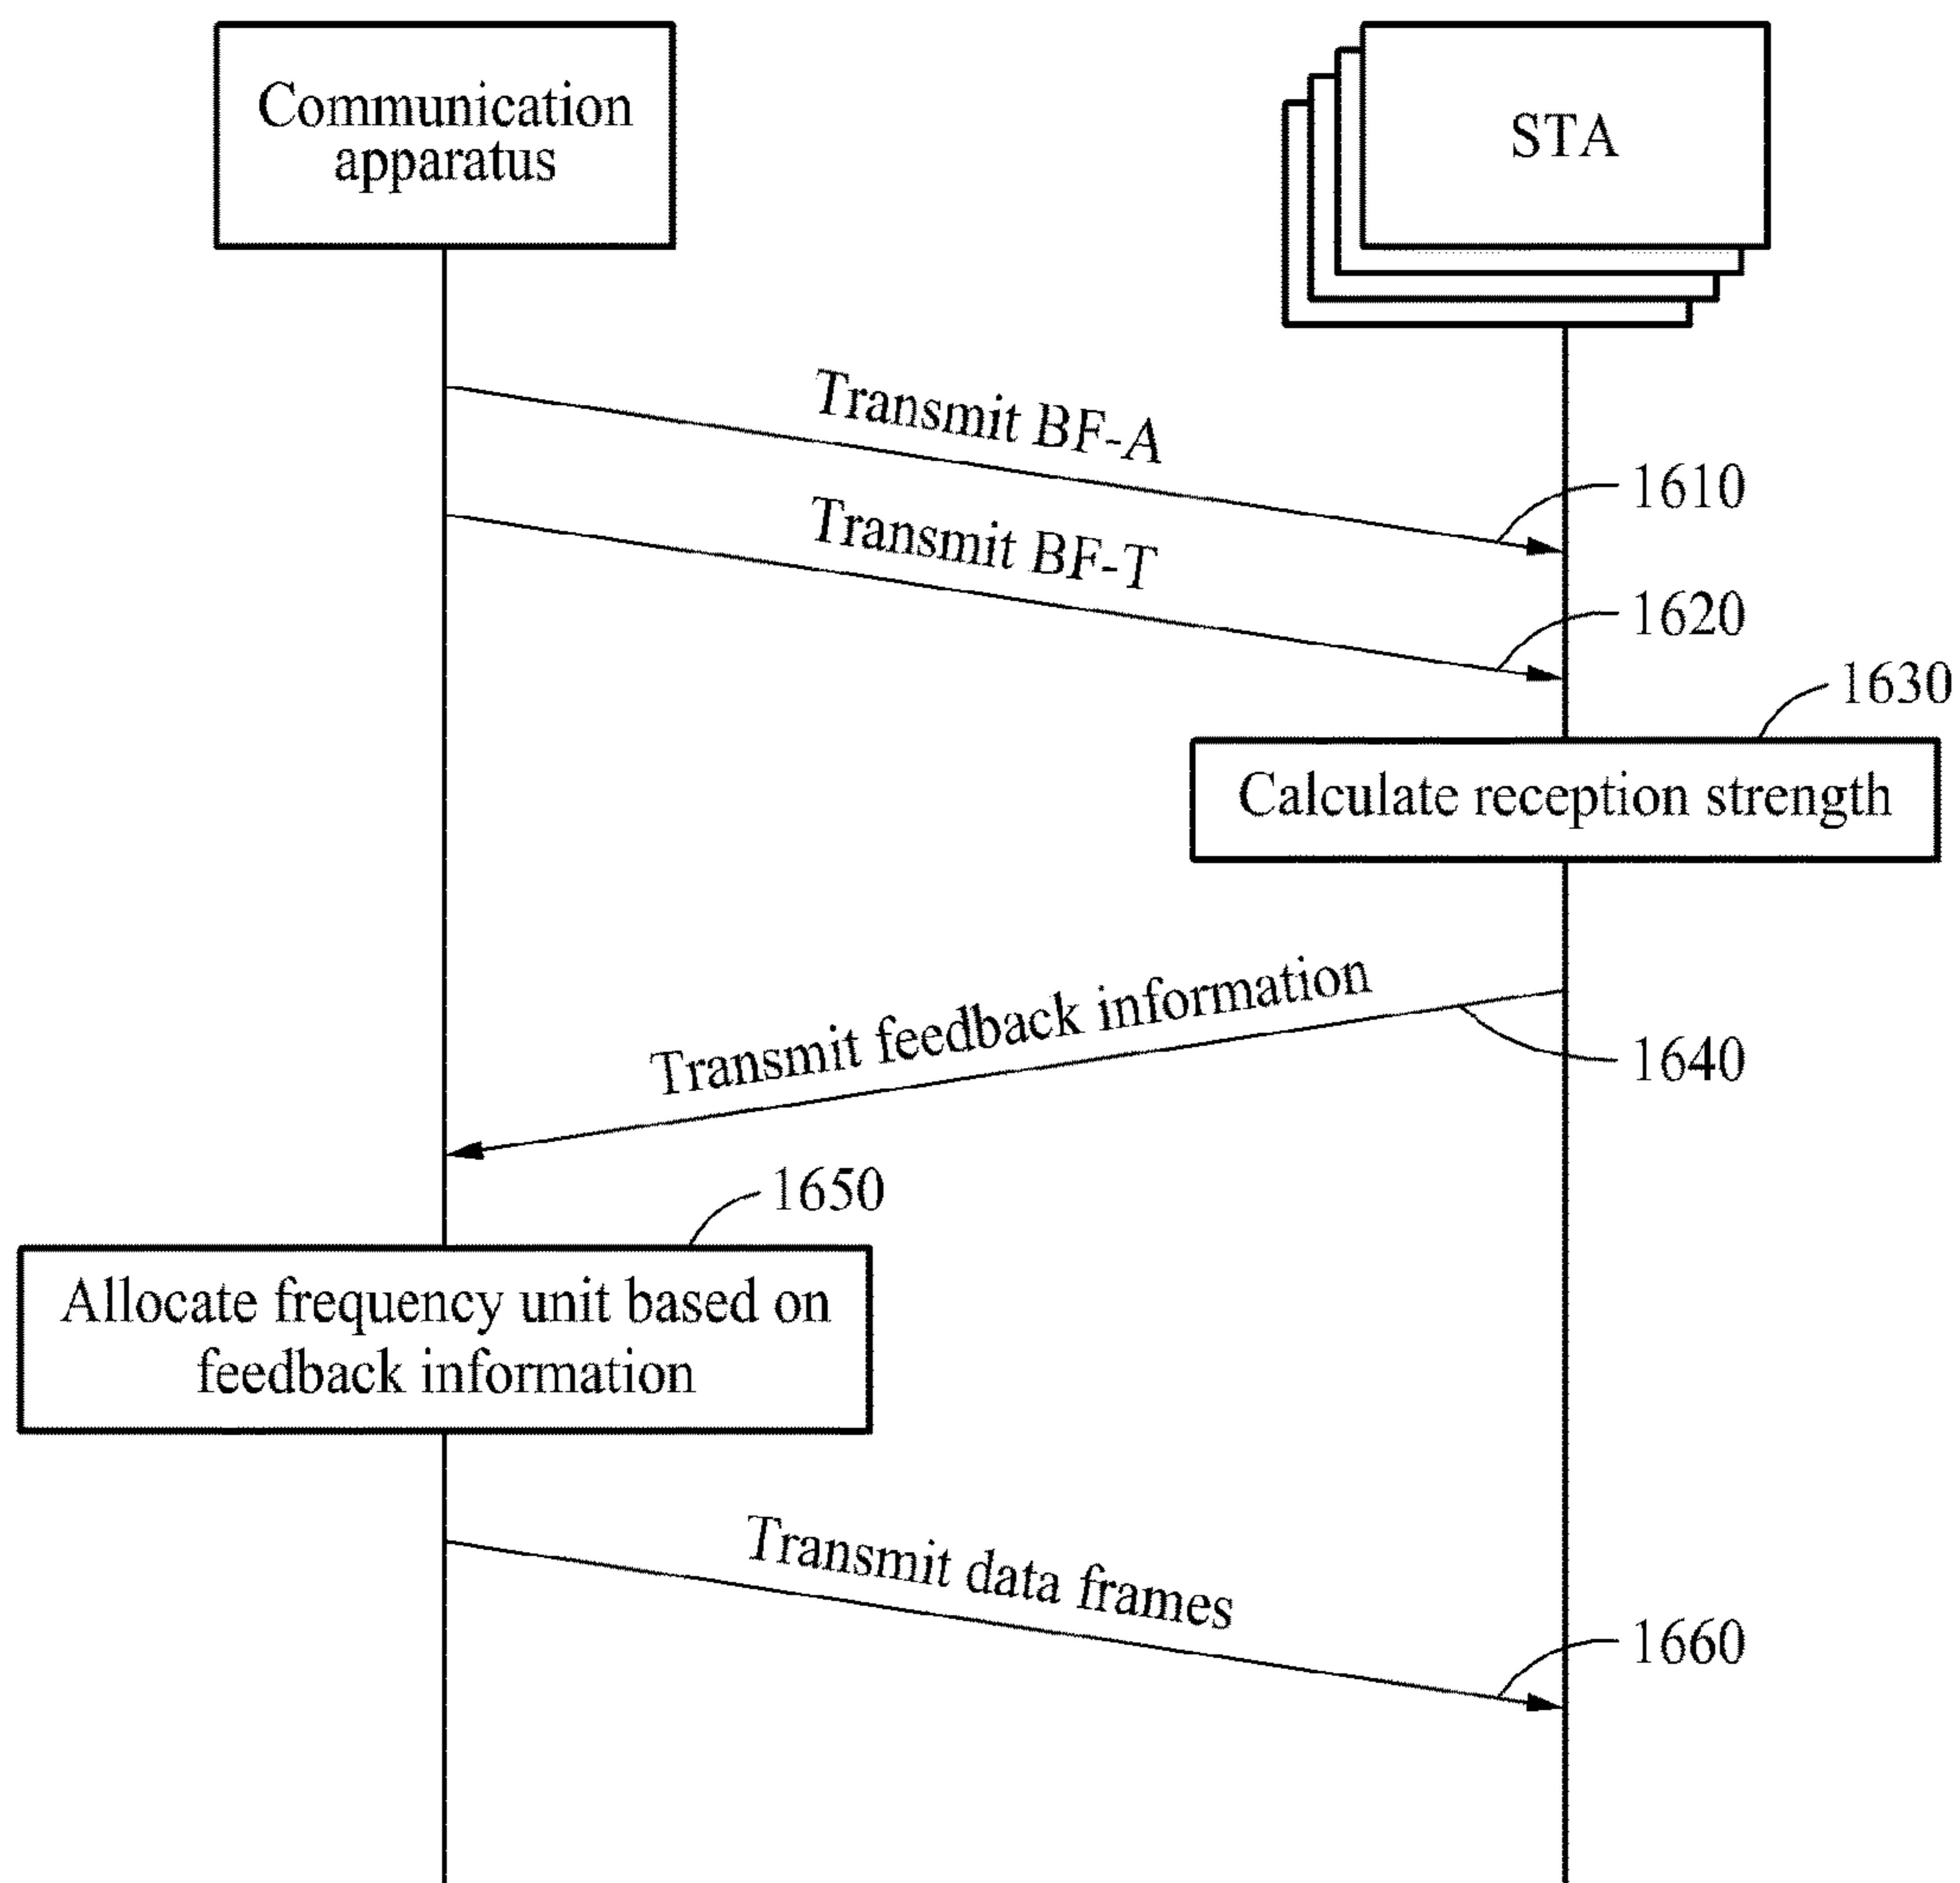 Communication
apparatus
STA
Transmit BF-A
1610
Transmit BF-T
1620
1630
Calculate reception strength
Transmit feedback information
1640
1650
Allocate frequency unit based on
feedback information
Transmit data frames
1660